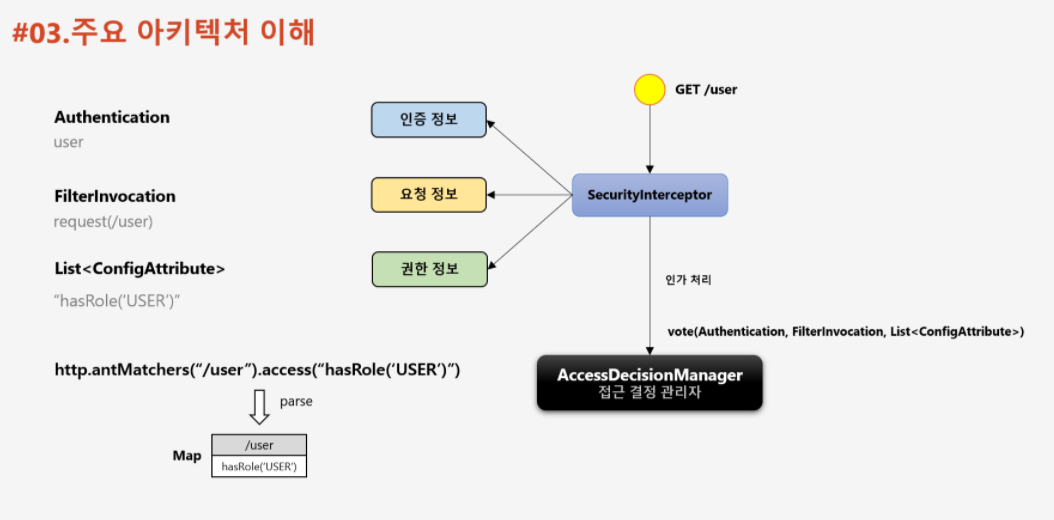 #03.주요 아키텍처 이해
GET /user
Authentication
user
인증 정보
FilterInvocation
request(/user)
요청 정보
SecurityInterceptor
List<ConfigAttribute>
“hasRole(‘USER’)”
권한 정보
인가 처리
vote(Authentication, FilterInvocation, List<ConfigAttribute>)
AccessDecisionManager
접근 결정 관리자
http.antMatchers(“/user”).access(“hasRole(‘USER’)”)
parse
Map
/user
hasRole(‘USER’)